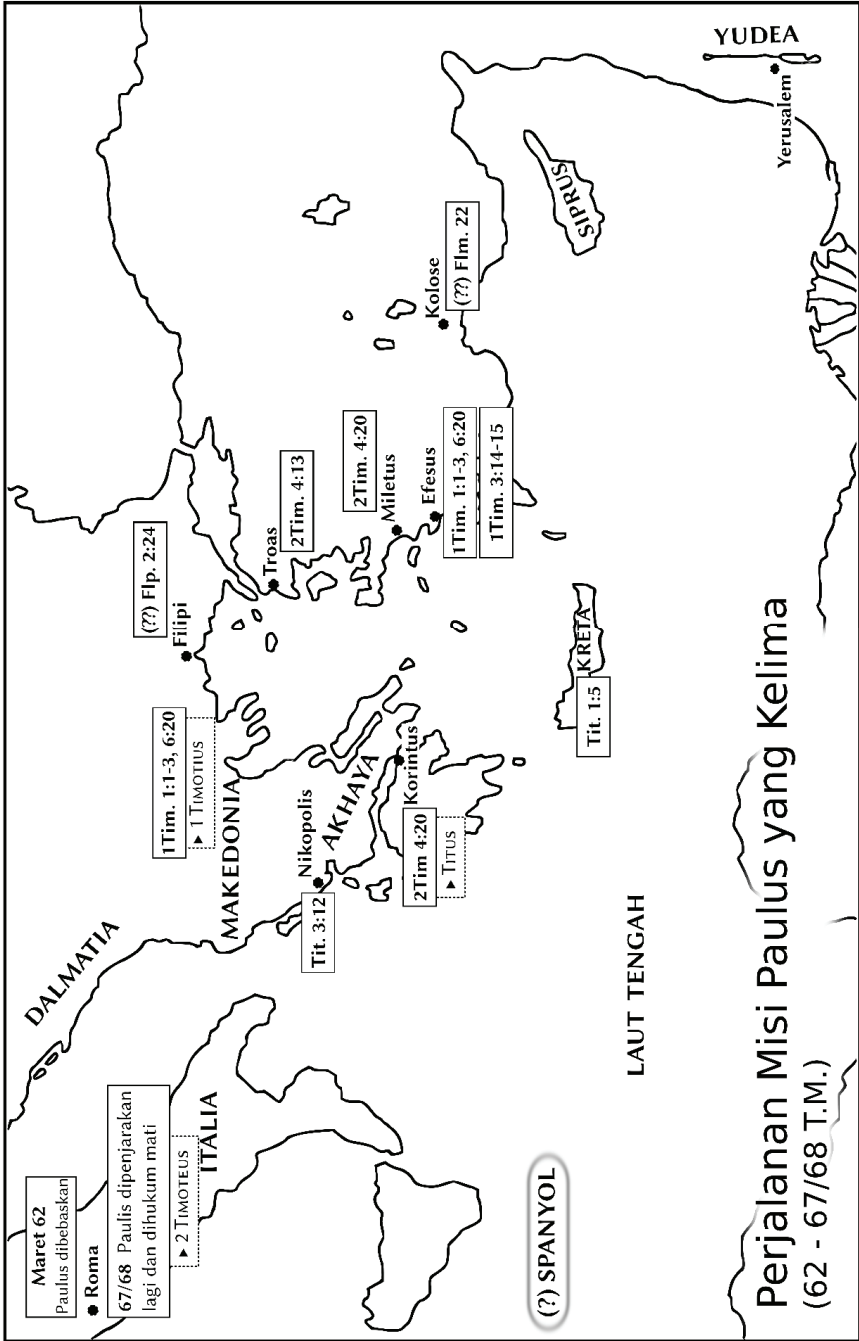 Maret 62
Paulus dibebaskan
Roma
67/68 Paulis dipenjarakan
lagi dan dihukum mati
▸ 2 TIMOTEUS
ITALIA
DALMATIA
MAKEDONIA
1Tim. 1:1-3, 6:20
▸ 1 TIMOTIUS
(??) Flp. 2:24
Filipi
Troas
2Tim. 4:13
Nikopolis
Tit. 3:12
AKHAYA
Korintus
2Tim 4:20
▸ TITUS
2Tim. 4:20
Miletus
Efesus
1Tim. 1:1-3, 6:20
1Tim. 3:14-15
Kolose
(??) Flm. 22
SIPRUS
YUDEA
Yerusalem
KRETA
Tit. 1:5
LAUT TENGAH
(?) SPANYOL
Perjalanan Misi Paulus yang Kelima
(62 - 67/68 T.M.)